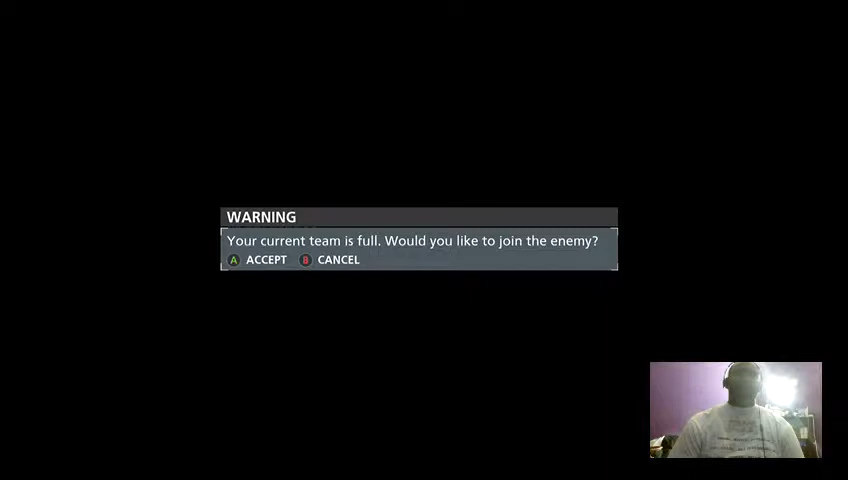 WARNING
Your current team is full. Would you like to join the enemy?
A ACCEPT B CANCEL